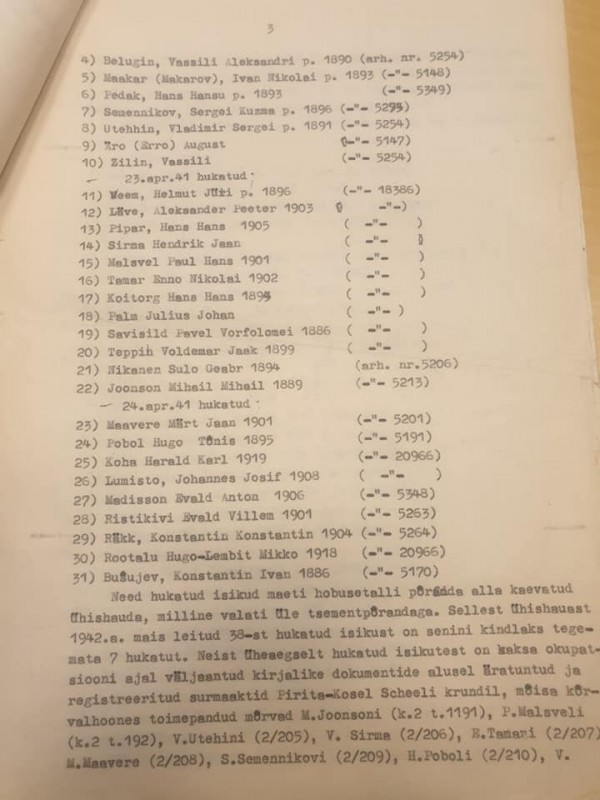 3
4) Belugin, Vassili Aleksandri p. 1890 (arh. nr. 5254)
5) Maakar (Makarov), Ivan Nikolai p. 1893 (-"- 5148)
6) Pedak, Hans Hansu p. 1893 (-"- 5349)
7) Semennikov, Sergei Kuzma p. 1896 (-"- 5295)
8) Utehhin, Vladimir Sergei p. 1891 (-"- 5254)
9) Äro (Erro) August (-"- 5147)
10) Zilin, Vassili (-"- 5254)
— 23.apr.41 hukatud:
11) Veem, Helmut Jüri p. 1896 (-"- 18386)
12) Lõve, Aleksander Peeter 1903 ( -"-)
13) Pipar, Hans Hans 1905 ( -"- )
14) Sirma Hendrik Jaan ( -"- )
15) Malsvel Paul Hans 1901 ( -"- )
16) Tamar Enno Nikolai 1902 ( -"- )
17) Koitorg Hans Hans 1894 ( -"- )
18) Palm Julius Johan ( -"- )
19) Savisild Pavel Vorfolomei 1886 ( -"- )
20) Teppih Voldemar Jaak 1899 ( -"- )
21) Nikanen Sulo Geabr 1894 (arh. nr.5206)
22) Joonson Mihail Mihail 1889 (-"- 5213)
— 24.apr.41 hukatud:
23) Maavere Märt Jaan 1901 (-"- 5201)
24) Pobol Hugo Tõnis 1895 (-"- 5191)
25) Koha Harald Karl 1919 (-"- 20966)
26) Lumisto, Johannes Josif 1908 ( -"- )
27) Madisson Evald Anton 1906 (-"- 5348)
28) Ristikivi Evald Villem 1901 (-"- 5263)
29) Räkk, Konstantin Konstantin 1904 (-"- 5264)
30) Rootalu Hugo-Lembit Mikko 1918 (-"- 20966)
31) Bušujev, Konstantin Ivan 1886 (-"- 5170)
Need hukatud isikud maeti hobusetalli põranda alla kaevatud
ühishauda, milline valati üle tsementpõrandaga. Sellest ühishauast
1942.a. mais leitud 38-st hukatud isikust on senini kindlaks tege-
mata 7 hukatut. Neist üheaegselt hukatud isikutest on saksa okupat-
siooni ajal väljaantud kirjalike dokumentide alusel äratuntud ja
registreeritud surmaaktid Pirita-Kosel Scheeli krundil, mõisa kõr-
valhoones toimepandud mõrvad M.Joonsoni (k.2 t.1191), P.Malsveli
(k.2 t.192), V.Utehini (2/205), V. Sirma (2/206), E.Tamari (2/207)
M.Maavere (2/208), S.Semennikovi (2/209), H.Poboli (2/210), V.